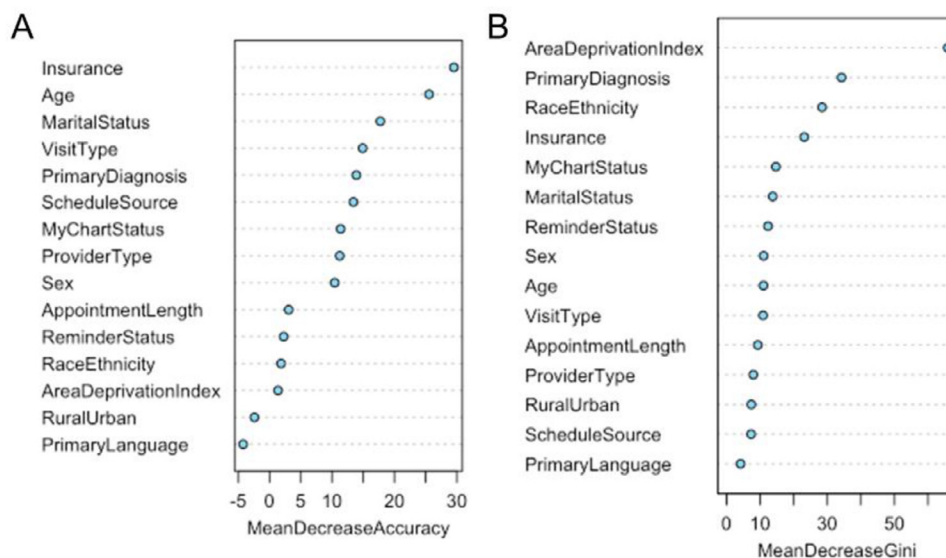 A
Insurance
Age
MaritalStatus
VisitType
PrimaryDiagnosis
ScheduleSource
MyChartStatus
ProviderType
Sex
AppointmentLength
ReminderStatus
RaceEthnicity
AreaDeprivationIndex
RuralUrban
PrimaryLanguage
-5 0 5 10 20 30
MeanDecreaseAccuracy
B
AreaDeprivationIndex
PrimaryDiagnosis
RaceEthnicity
Insurance
MyChartStatus
MaritalStatus
ReminderStatus
Sex
Age
VisitType
AppointmentLength
ProviderType
RuralUrban
ScheduleSource
PrimaryLanguage
0 10 30 50
MeanDecreaseGini